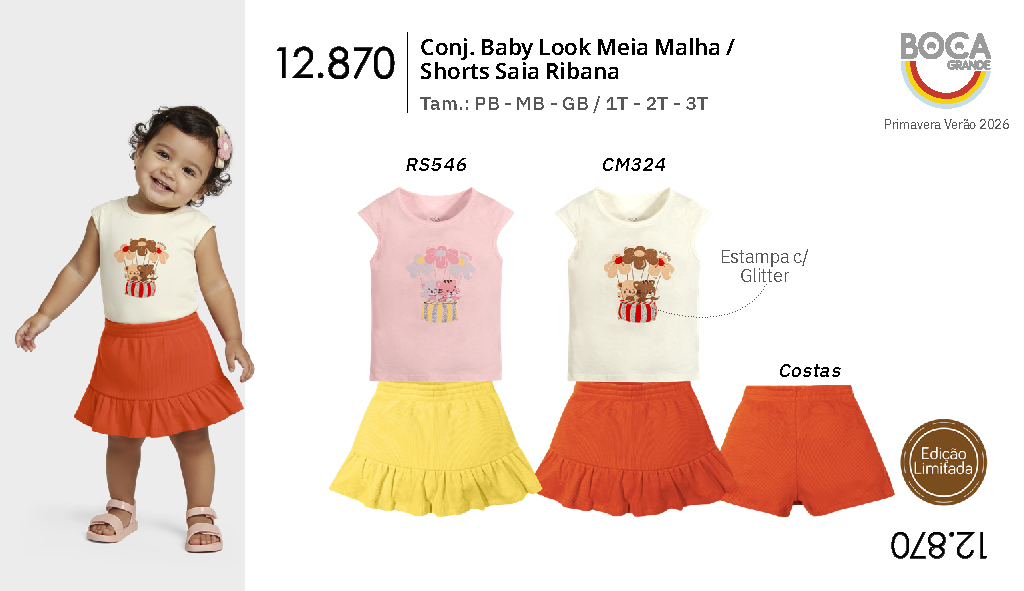 12.870
Conj. Baby Look Meia Malha /
Shorts Saia Ribana
Tam.: PB - MB - GB / 1T - 2T - 3T
BOCA
GRANDE
Primavera Verão 2026
RS546
CM324
Estampa c/
Glitter
Costas
Edição
Limitada
12.870